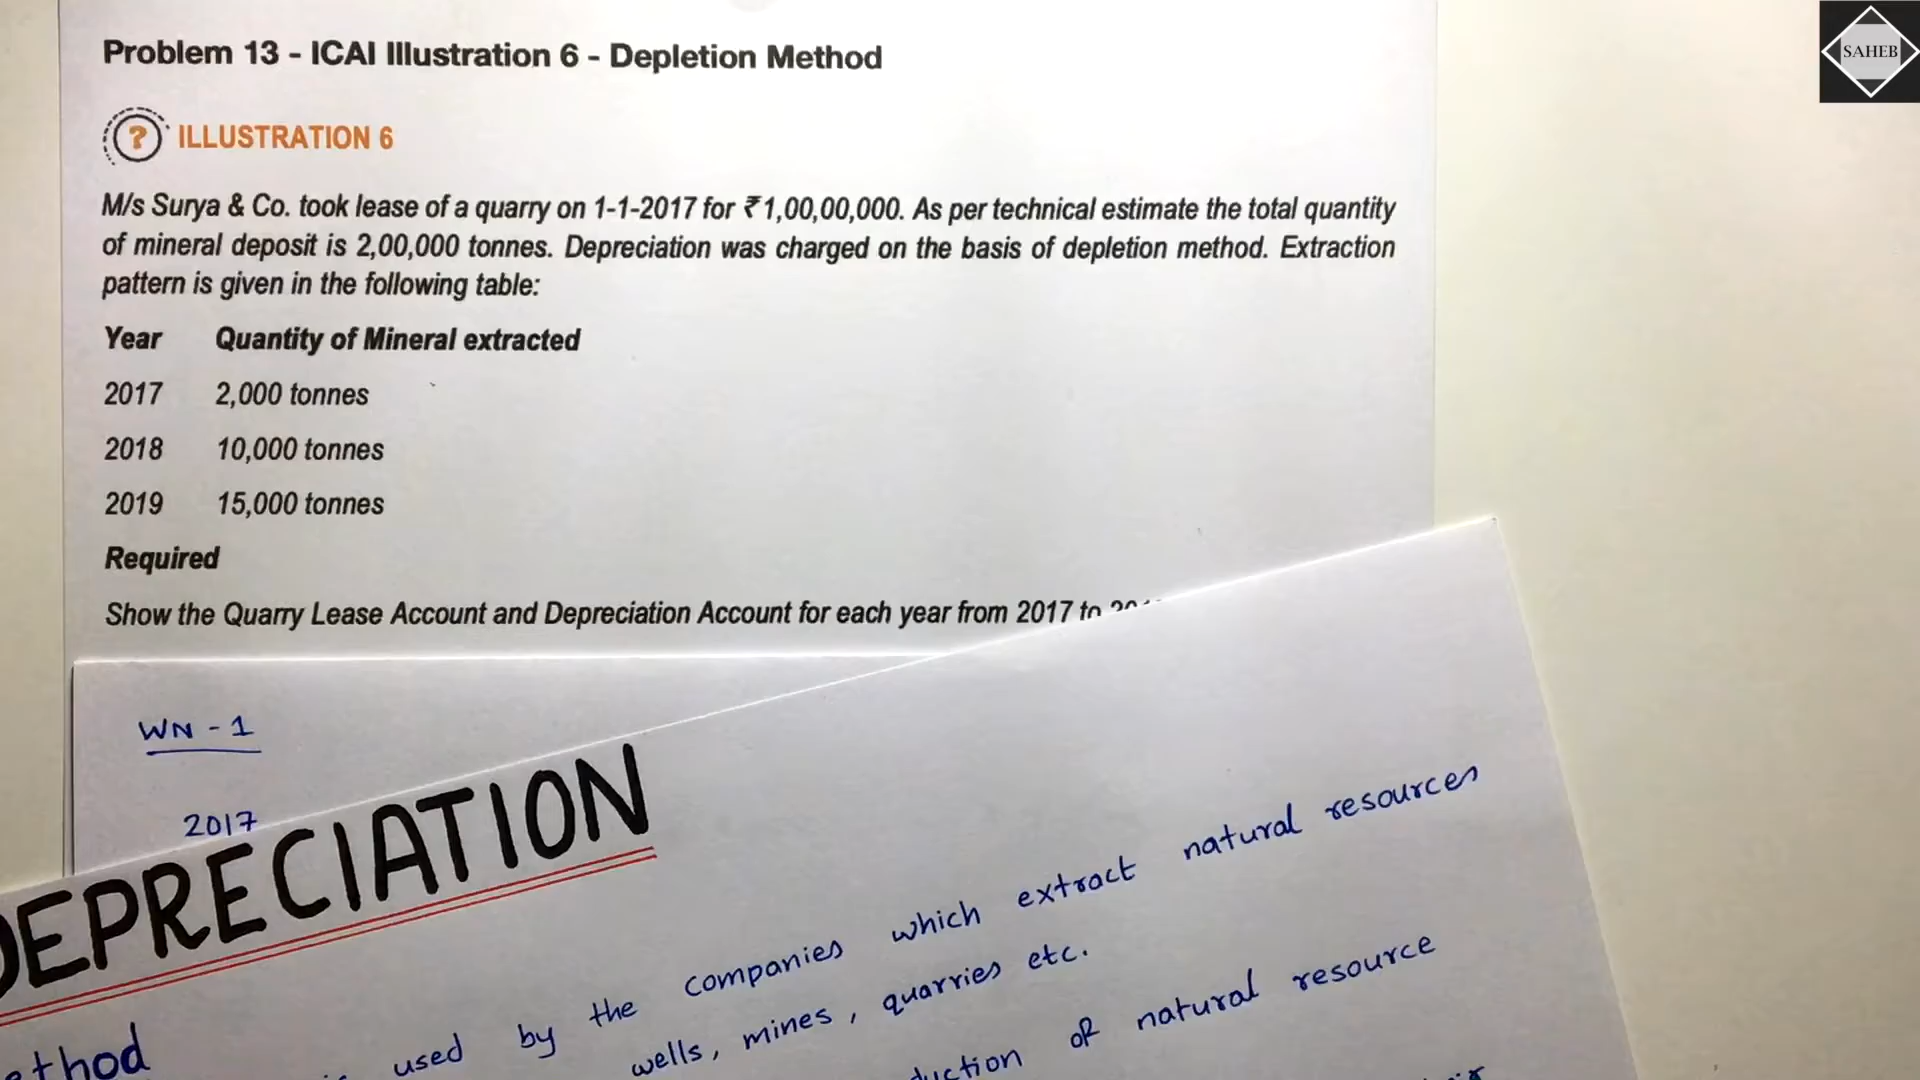 Problem 13 - ICAI Illustration 6 - Depletion Method
SAHEB
? ILLUSTRATION 6
M/s Surya & Co. took lease of a quarry on 1-1-2017 for ₹1,00,00,000. As per technical estimate the total quantity
of mineral deposit is 2,00,000 tonnes. Depreciation was charged on the basis of depletion method. Extraction
pattern is given in the following table:
Year Quantity of Mineral extracted
2017 2,000 tonnes
2018 10,000 tonnes
2019 15,000 tonnes
Required
Show the Quarry Lease Account and Depreciation Account for each year from 2017 to
WN - 1
2017
DEPRECIATION
used by the companies which extract natural resources
wells, mines, quarries etc.
of natural resource